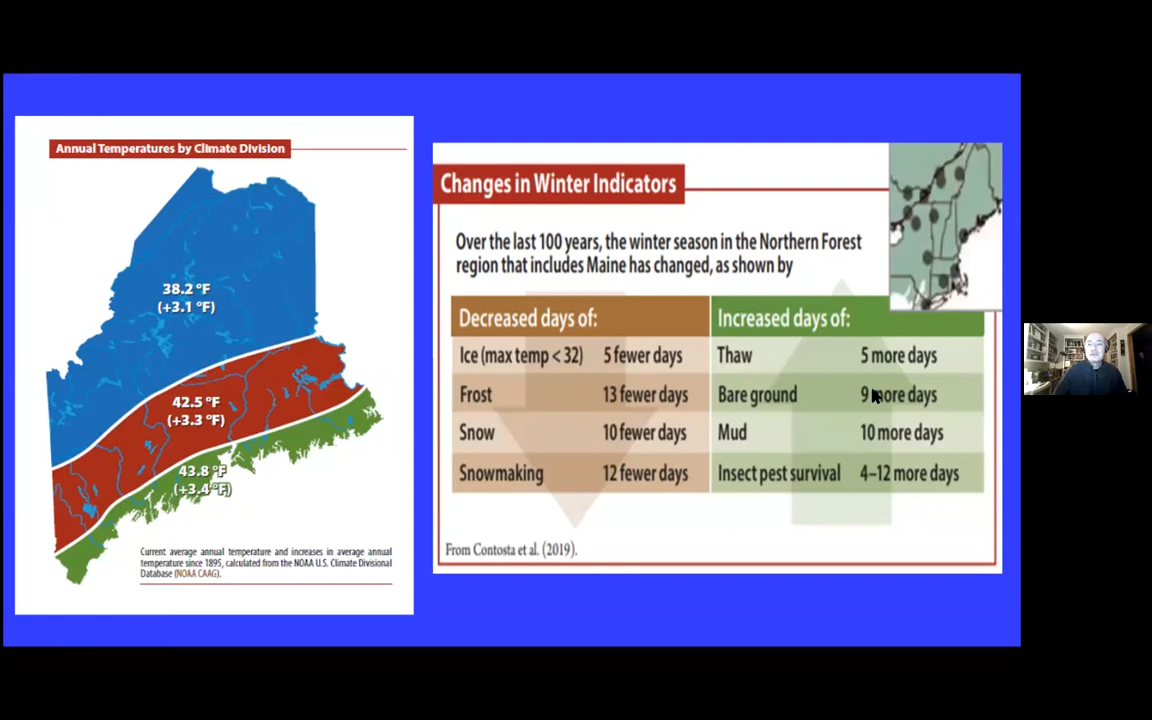 Annual Temperatures by Climate Division
38.2 °F
(+3.1 °F)
42.5 °F
(+3.3 °F)
43.8 °F
(+3.4 °F)
Current average annual temperature and increases in average annual
temperature since 1895, calculated from the NOAA U.S. Climate Divisional
Database (NOAA CAAG).
Changes in Winter Indicators
Over the last 100 years, the winter season in the Northern Forest
region that includes Maine has changed, as shown by
Decreased days of: Increased days of:
Ice (max temp < 32) 5 fewer days Thaw 5 more days
Frost 13 fewer days Bare ground 9 more days
Snow 10 fewer days Mud 10 more days
Snowmaking 12 fewer days Insect pest survival 4–12 more days
From Contosta et al. (2019).